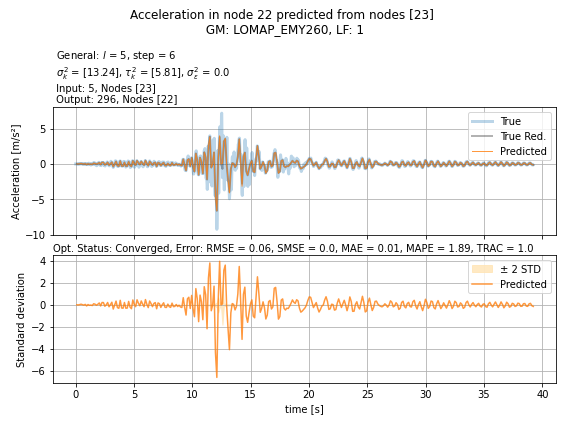 Acceleration in node 22 predicted from nodes [23]
GM: LOMAP_EMY260, LF: 1
General: l = 5, step = 6
σ²ₖ = [13.24], τ²ₖ = [5.81], σ²ₑ = 0.0
Input: 5, Nodes [23]
Output: 296, Nodes [22]
Acceleration [m/s²]
5
0
−5
−10
True
True Red.
Predicted
Opt. Status: Converged, Error: RMSE = 0.06, SMSE = 0.0, MAE = 0.01, MAPE = 1.89, TRAC = 1.0
Standard deviation
4
2
0
−2
−4
−6
± 2 STD
Predicted
0 5 10 15 20 25 30 35 40
time [s]